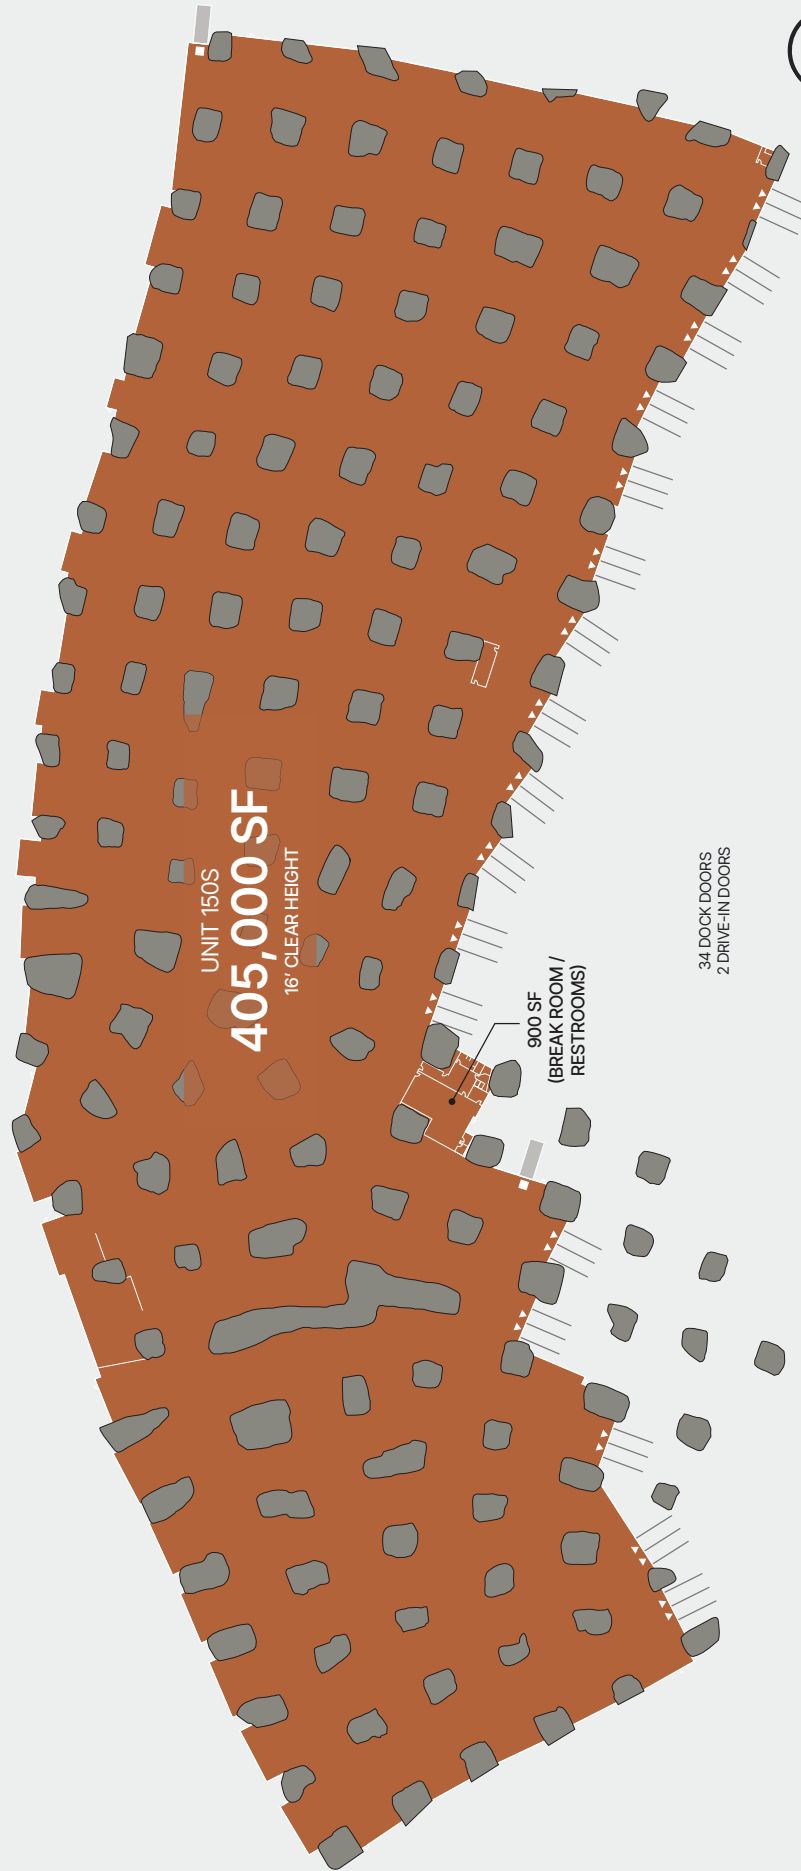 UNIT 150S
405,000 SF
16' CLEAR HEIGHT
900 SF
(BREAK ROOM /
RESTROOMS)
34 DOCK DOORS
2 DRIVE-IN DOORS